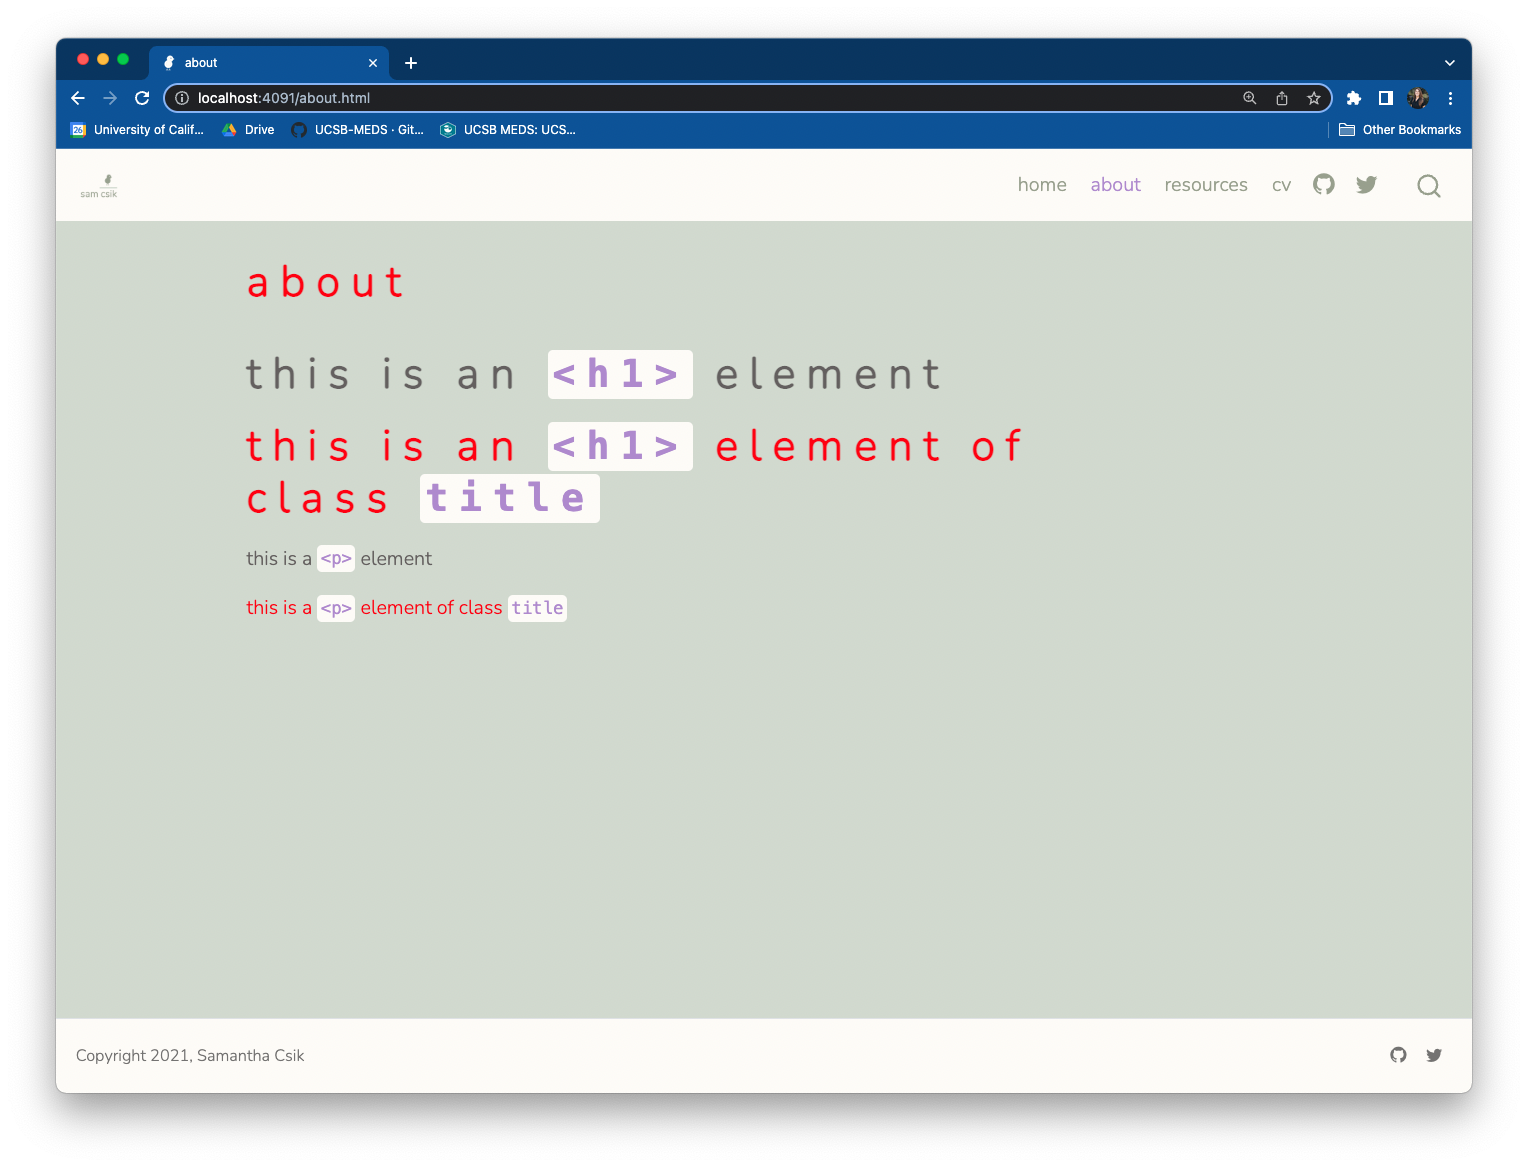 about
localhost:4091/about.html
26 University of Calif... Drive UCSB-MEDS · Git... UCSB MEDS: UCS... Other Bookmarks
sam csik
home about resources cv
about
this is an <h1> element
this is an <h1> element of
class title
this is a <p> element
this is a <p> element of class title
Copyright 2021, Samantha Csik